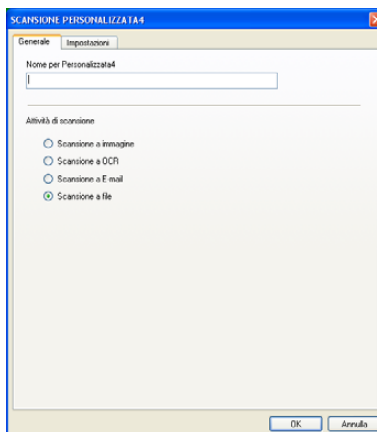 SCANSIONE PERSONALIZZATA4
Generale Impostazioni
Nome per Personalizzata4
Attività di scansione
Scansione a immagine
Scansione a OCR
Scansione a E-mail
Scansione a file
OK Annulla